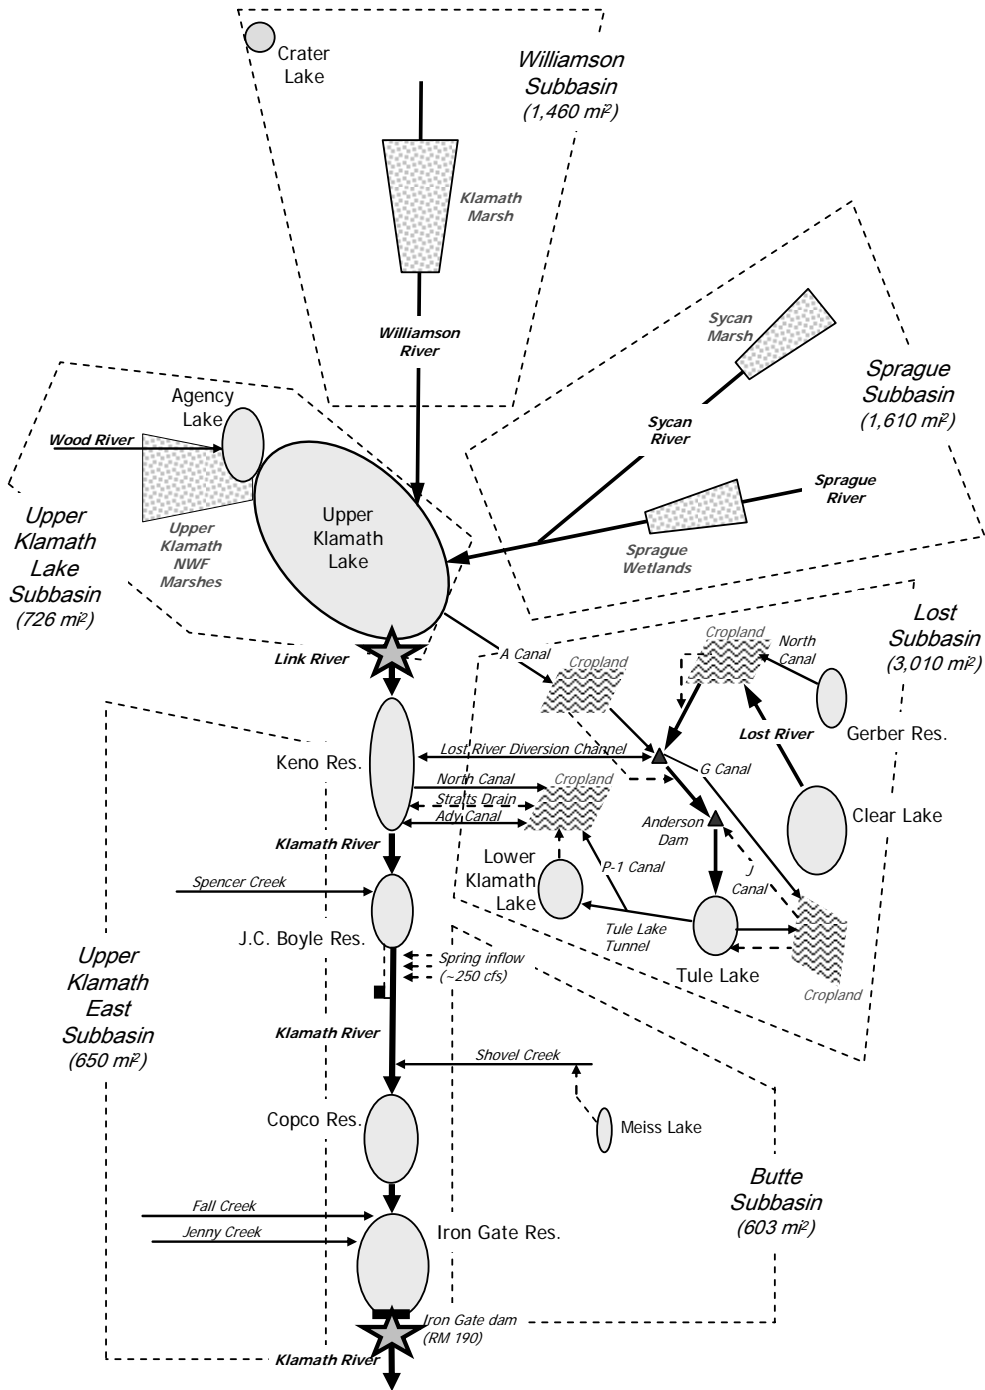 Crater
Lake
Williamson
Subbasin
(1,460 mi²)
Klamath
Marsh
Williamson
River
Sycan
Marsh
Sprague
Subbasin
(1,610 mi²)
Sycan
River
Sprague
River
Sprague
Wetlands
Agency
Lake
Wood River
Upper
Klamath
Lake
Upper
Klamath
NWF
Marshes
Upper
Klamath
Lake
Subbasin
(726 mi²)
Link River
A Canal
Cropland
Cropland
North
Canal
Lost
Subbasin
(3,010 mi²)
Gerber Res.
Lost River
Keno Res.
Lost River Diversion Channel
North Canal
Cropland
Straits Drain
Ady Canal
G Canal
Clear Lake
Anderson
Dam
J
Canal
Klamath River
Lower
Klamath
Lake
P-1 Canal
Tule Lake
Tunnel
Tule Lake
Cropland
Spencer Creek
J.C. Boyle Res.
Spring inflow
(~250 cfs)
Upper
Klamath
East
Subbasin
(650 mi²)
Klamath River
Shovel Creek
Copco Res.
Meiss Lake
Butte
Subbasin
(603 mi²)
Fall Creek
Jenny Creek
Iron Gate Res.
Iron Gate dam
(RM 190)
Klamath River